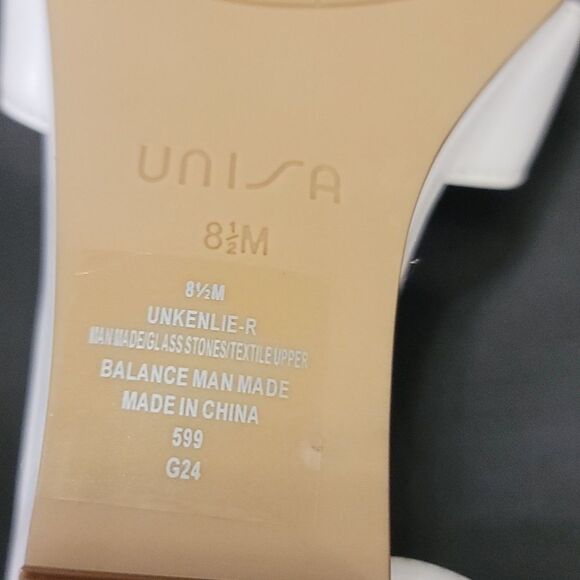 UNISA
8½M
8½M
UNKENLIE-R
MAN MADE/GLASS STONES/TEXTILE UPPER
BALANCE MAN MADE
MADE IN CHINA
599
G24